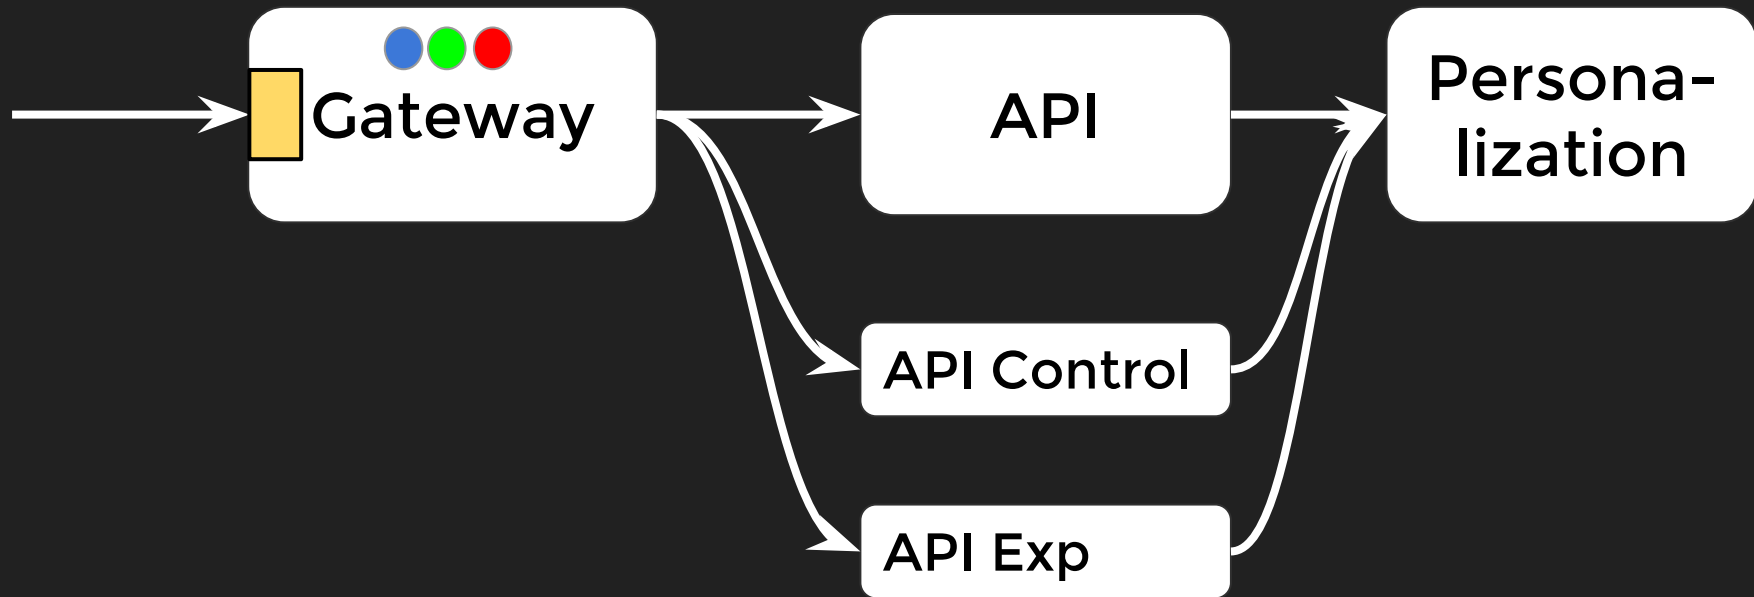 Gateway
API
Persona-
lization
API Control
API Exp